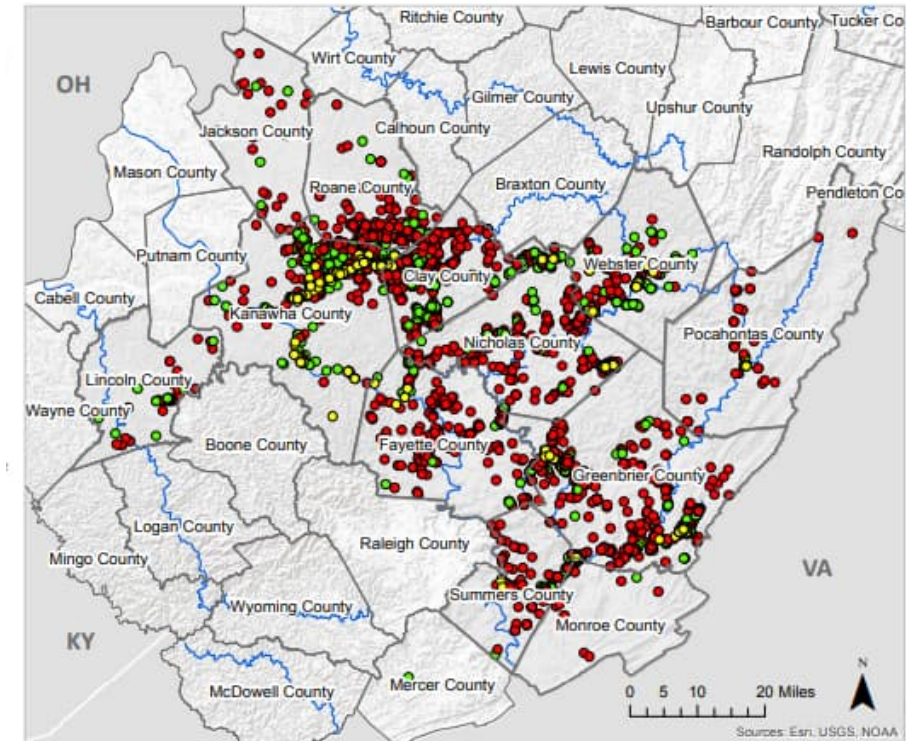 Ritchie County
Barbour County
Tucker Co
Wirt County
Lewis County
OH
Gilmer County
Upshur County
Jackson County
Calhoun County
Randolph County
Mason County
Roane County
Braxton County
Pendleton Co
Putnam County
Clay County
Webster County
Cabell County
Kanawha County
Nicholas County
Pocahontas County
Lincoln County
Wayne County
Boone County
Fayette County
Greenbrier County
Logan County
Raleigh County
Mingo County
VA
Wyoming County
Summers County
Monroe County
KY
McDowell County
Mercer County
N
0 5 10 20 Miles
Sources: Esri, USGS, NOAA